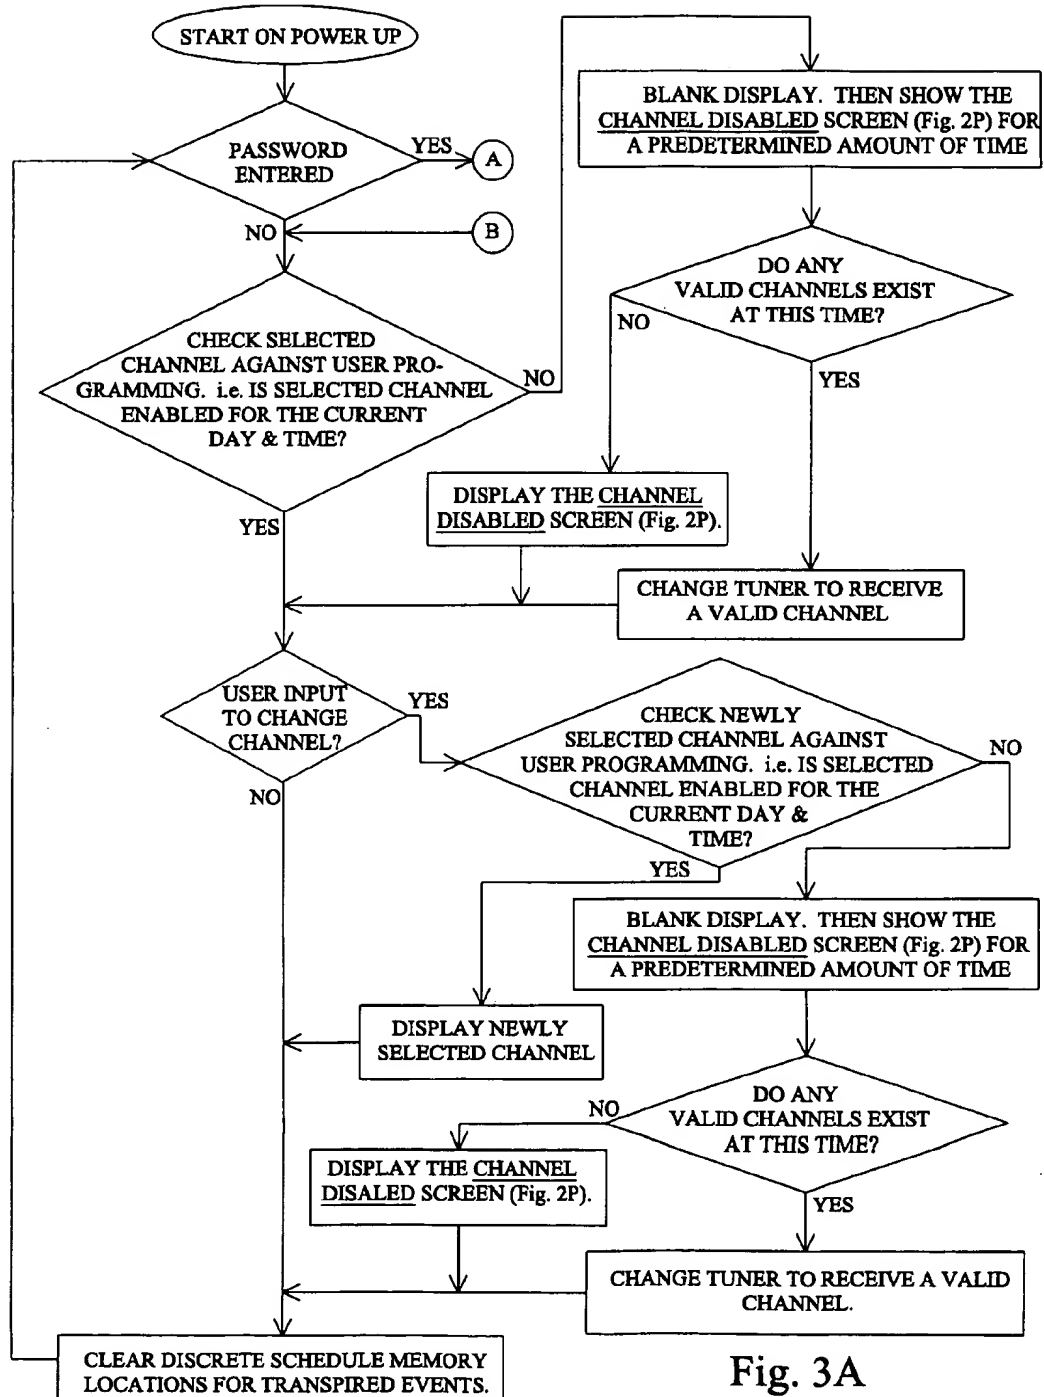 START ON POWER UP
PASSWORD
ENTERED
YES
A
NO
B
CHECK SELECTED
CHANNEL AGAINST USER PRO-
GRAMMING. i.e. IS SELECTED CHANNEL
ENABLED FOR THE CURRENT
DAY & TIME?
NO
YES
BLANK DISPLAY. THEN SHOW THE
CHANNEL DISABLED SCREEN (Fig. 2P) FOR
A PREDETERMINED AMOUNT OF TIME
DO ANY
VALID CHANNELS EXIST
AT THIS TIME?
NO
YES
DISPLAY THE CHANNEL
DISABLED SCREEN (Fig. 2P).
CHANGE TUNER TO RECEIVE
A VALID CHANNEL
USER INPUT
TO CHANGE
CHANNEL?
YES
NO
CHECK NEWLY
SELECTED CHANNEL AGAINST
USER PROGRAMMING. i.e. IS SELECTED
CHANNEL ENABLED FOR THE
CURRENT DAY &
TIME?
NO
YES
BLANK DISPLAY. THEN SHOW THE
CHANNEL DISABLED SCREEN (Fig. 2P) FOR
A PREDETERMINED AMOUNT OF TIME
DISPLAY NEWLY
SELECTED CHANNEL
DO ANY
VALID CHANNELS EXIST
AT THIS TIME?
NO
YES
DISPLAY THE CHANNEL
DISALED SCREEN (Fig. 2P).
CHANGE TUNER TO RECEIVE A VALID
CHANNEL.
CLEAR DISCRETE SCHEDULE MEMORY
LOCATIONS FOR TRANSPIRED EVENTS.
Fig. 3A